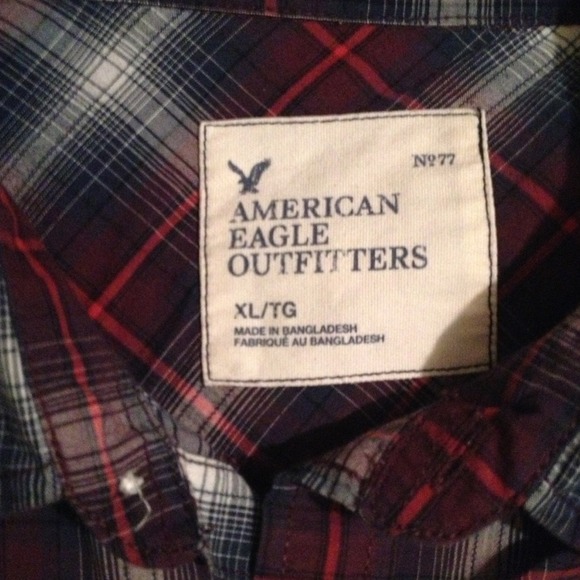 Nº77
AMERICAN
EAGLE
OUTFITTERS
XL/TG
MADE IN BANGLADESH
FABRIQUÉ AU BANGLADESH